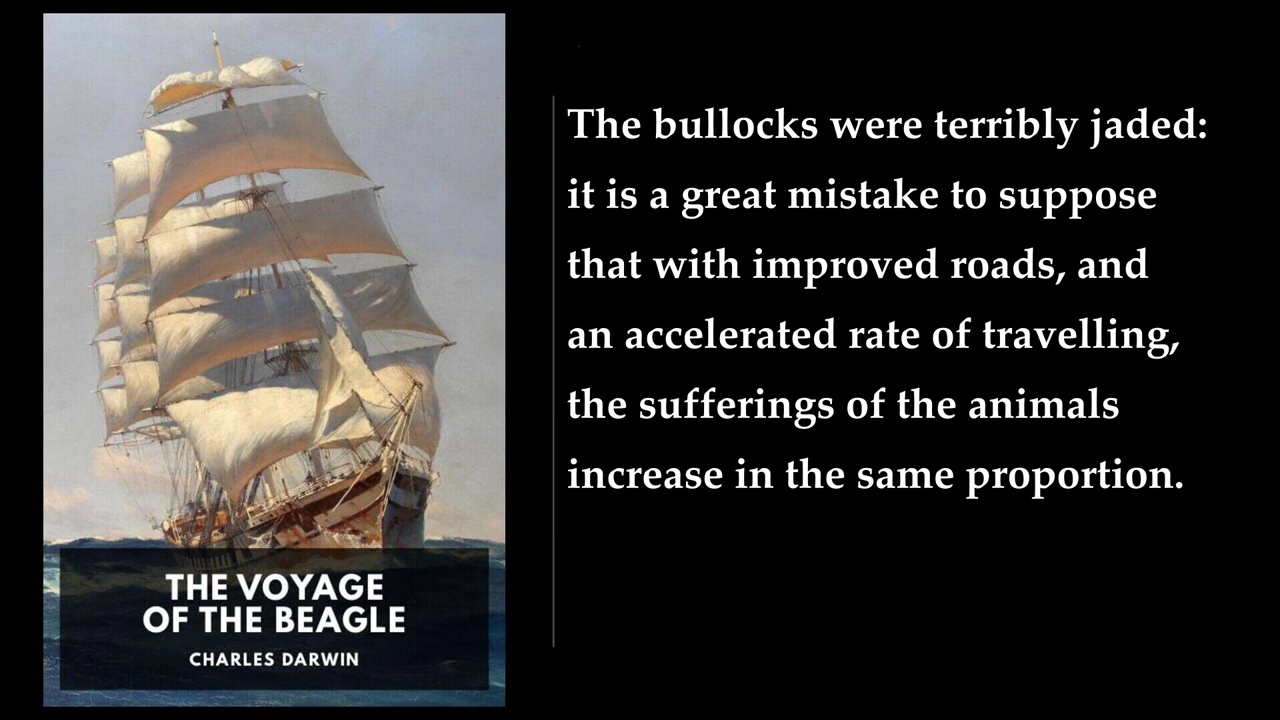 The bullocks were terribly jaded:
it is a great mistake to suppose
that with improved roads, and
an accelerated rate of travelling,
the sufferings of the animals
increase in the same proportion.
THE VOYAGE
OF THE BEAGLE
CHARLES DARWIN